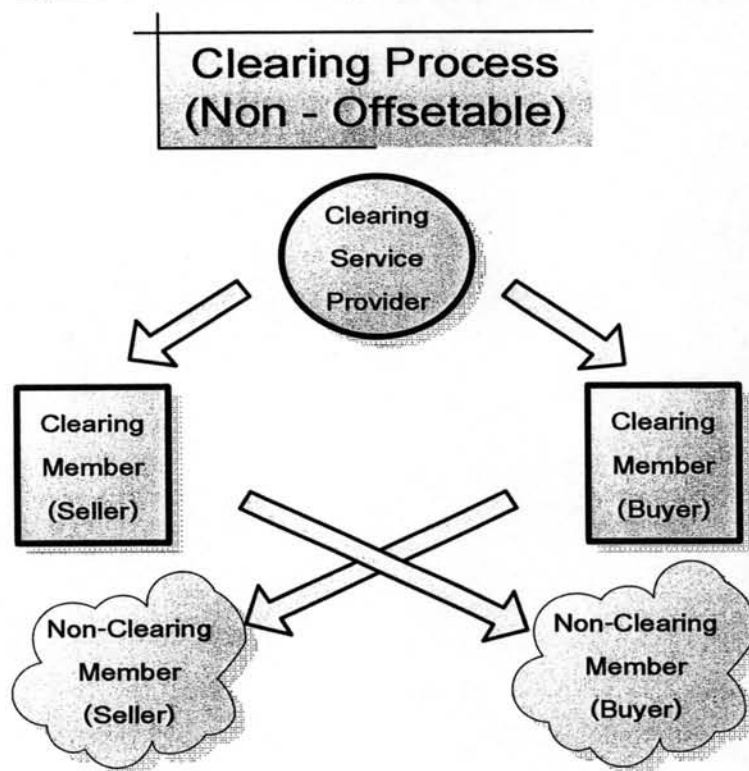 Clearing Process
(Non - Offsetable)
Clearing
Service
Provider
Clearing
Member
(Seller)
Clearing
Member
(Buyer)
Non-Clearing
Member
(Seller)
Non-Clearing
Member
(Buyer)